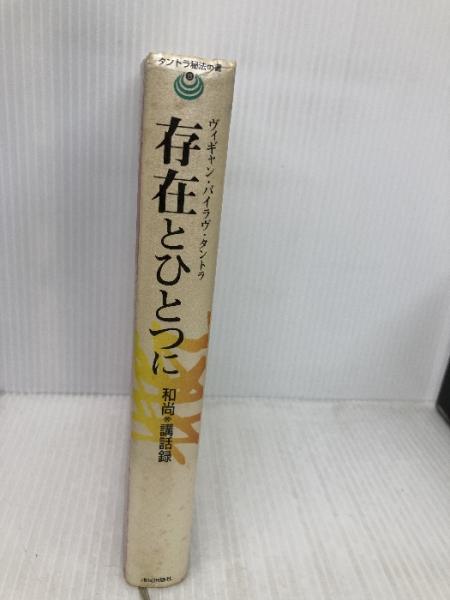 タントラ秘法の書
ヴィギャン・バイラヴ・タントラ
存在とひとつに
和尚*講話録